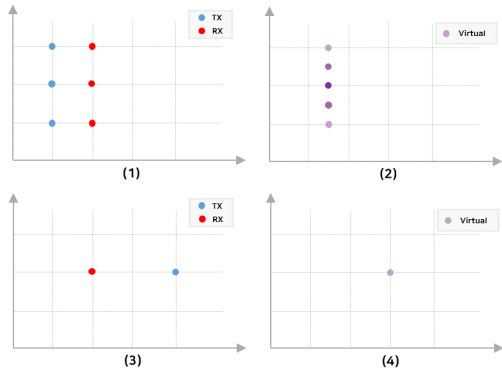 TX
RX
Virtual
(1)
(2)
TX
RX
Virtual
(3)
(4)